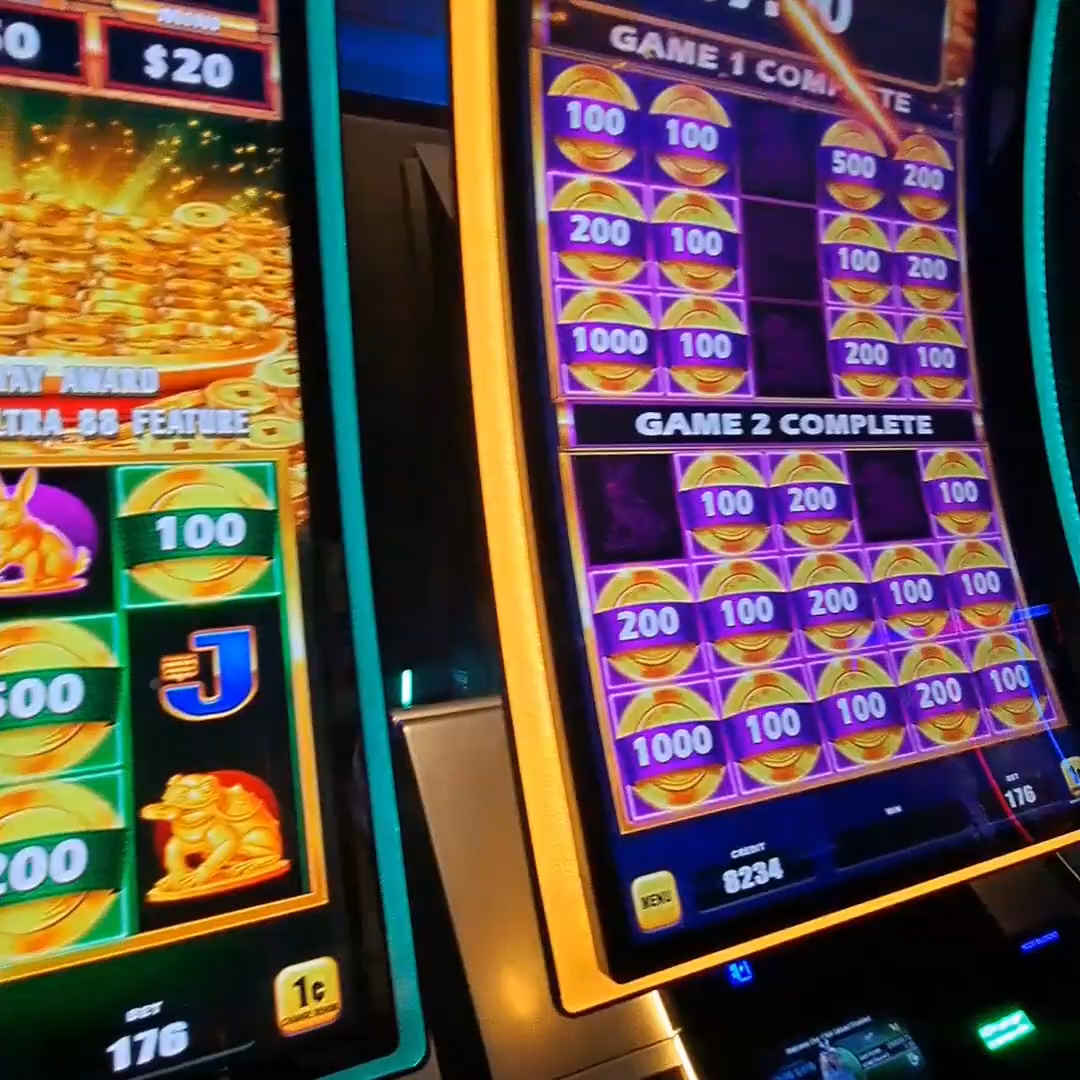 $20
AWARD
88 FEATURE
100
500
J
200
BET
176
1¢
GAME 1 COMPLETE
100 100 500 200
200 100 100 200
1000 100 200 100
GAME 2 COMPLETE
100 200 100
200 100 200 100 100
1000 100 100 200 100
MENU
CREDIT
8234
WIN
BET
176